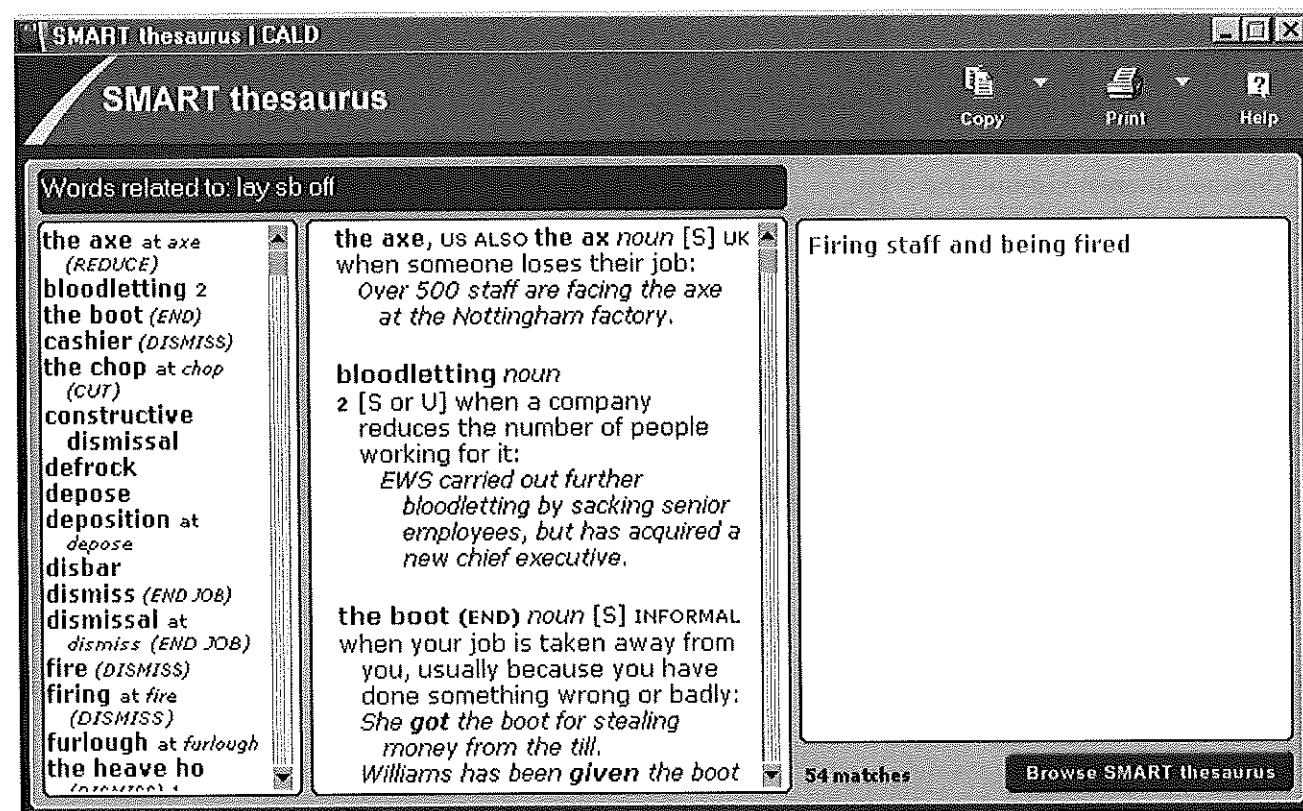 SMART thesaurus | CALD
SMART thesaurus
Copy
Print
Help
Words related to: lay sb off
the axe at axe
(REDUCE)
bloodletting 2
the boot (END)
cashier (DISMISS)
the chop at chop
(CUT)
constructive
dismissal
defrock
depose
deposition at
depose
disbar
dismiss (END JOB)
dismissal at
dismiss (END JOB)
fire (DISMISS)
firing at fire
(DISMISS)
furlough at furlough
the heave ho
the axe, US ALSO the ax noun [S] UK
when someone loses their job:
Over 500 staff are facing the axe
at the Nottingham factory.
bloodletting noun
2 [S or U] when a company
reduces the number of people
working for it:
EWS carried out further
bloodletting by sacking senior
employees, but has acquired a
new chief executive.
the boot (END) noun [S] INFORMAL
when your job is taken away from
you, usually because you have
done something wrong or badly:
She got the boot for stealing
money from the till.
Williams has been given the boot
Firing staff and being fired
54 matches
Browse SMART thesaurus